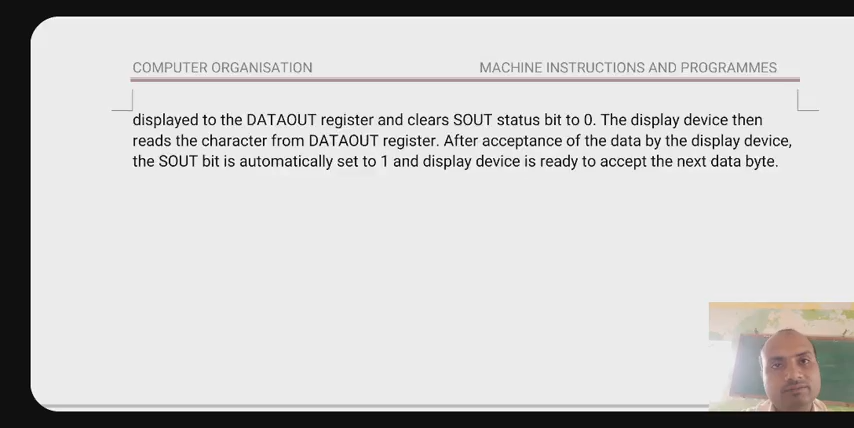 COMPUTER ORGANISATION MACHINE INSTRUCTIONS AND PROGRAMMES
displayed to the DATAOUT register and clears SOUT status bit to 0. The display device then
reads the character from DATAOUT register. After acceptance of the data by the display device,
the SOUT bit is automatically set to 1 and display device is ready to accept the next data byte.